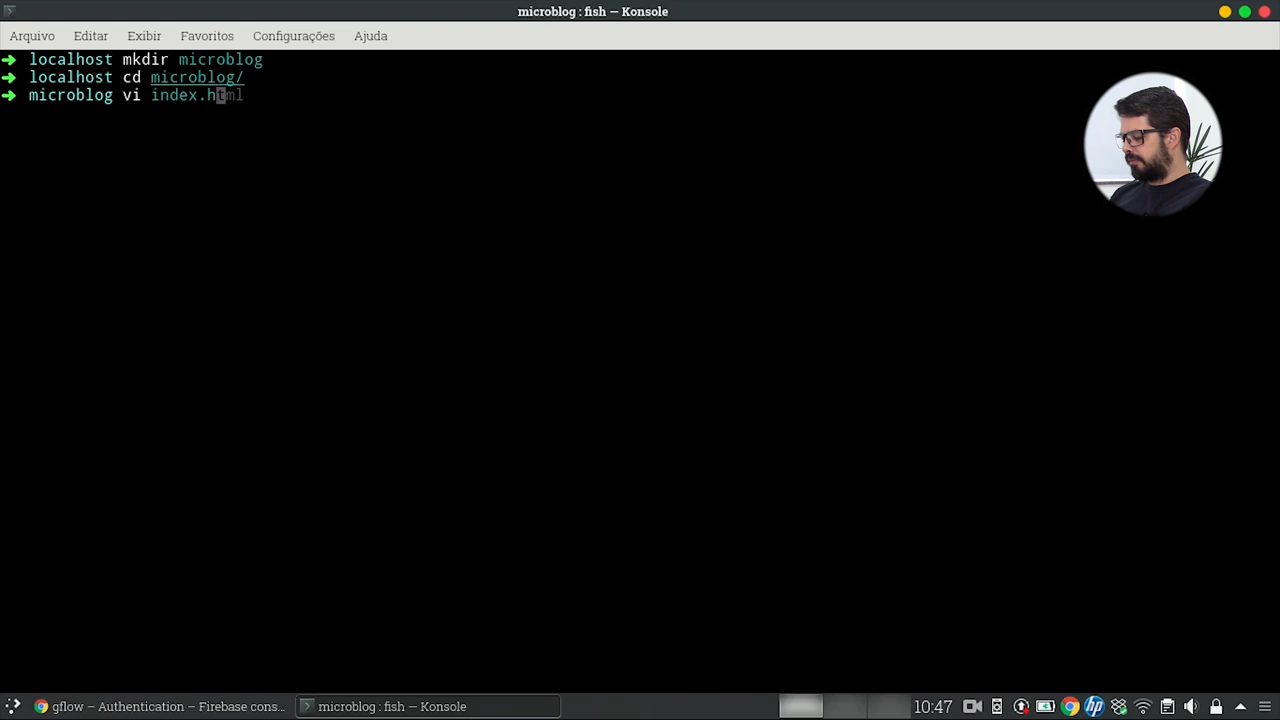 microblog : fish — Konsole
Arquivo Editar Exibir Favoritos Configurações Ajuda
➜ localhost mkdir microblog
➜ localhost cd microblog/
➜ microblog vi index.html
gflow – Authentication – Firebase cons... microblog : fish — Konsole 10:47 hp